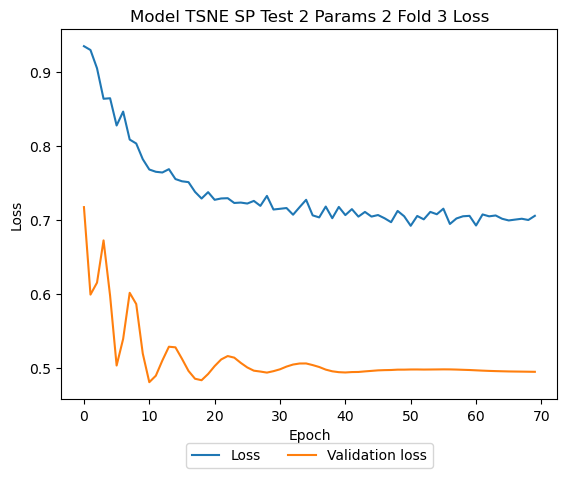 Model TSNE SP Test 2 Params 2 Fold 3 Loss
Loss
0.9
0.8
0.7
0.6
0.5
0 10 20 30 40 50 60 70
Epoch
Loss Validation loss